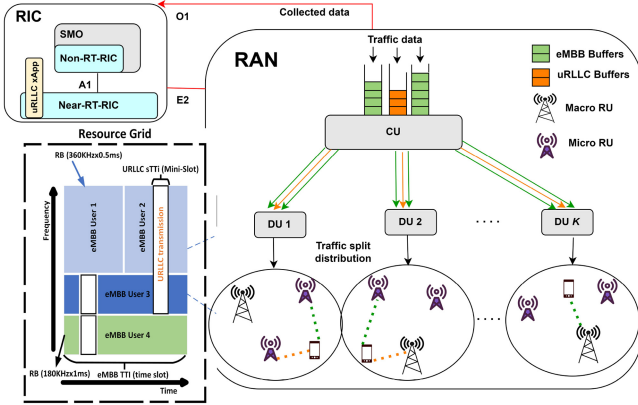 RIC
SMO
Non-RT-RIC
uRLLC xApp
A1
Near-RT-RIC
O1
Collected data
E2
RAN
Traffic data
eMBB Buffers
uRLLC Buffers
Macro RU
Micro RU
CU
DU 1
DU 2
. . . .
DU K
Traffic split
distribution
. . . .
Resource Grid
RB (360KHzx0.5ms)
URLLC sTTi (Mini-Slot)
Frequency
eMBB User 1
eMBB User 2
URLLC transmission
eMBB User 3
eMBB User 4
RB (180KHzx1ms)
eMBB TTI (time slot)
Time